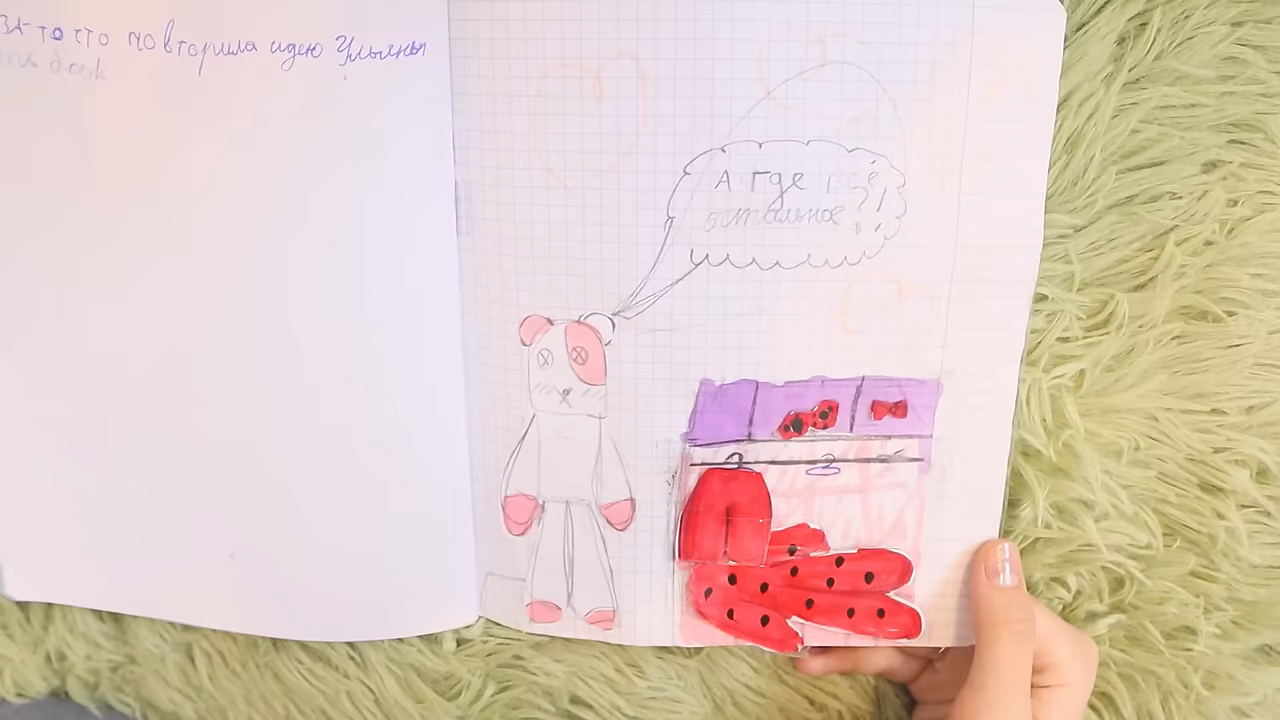 за то что повторила идею Ульяны
А где всё
остальное?!